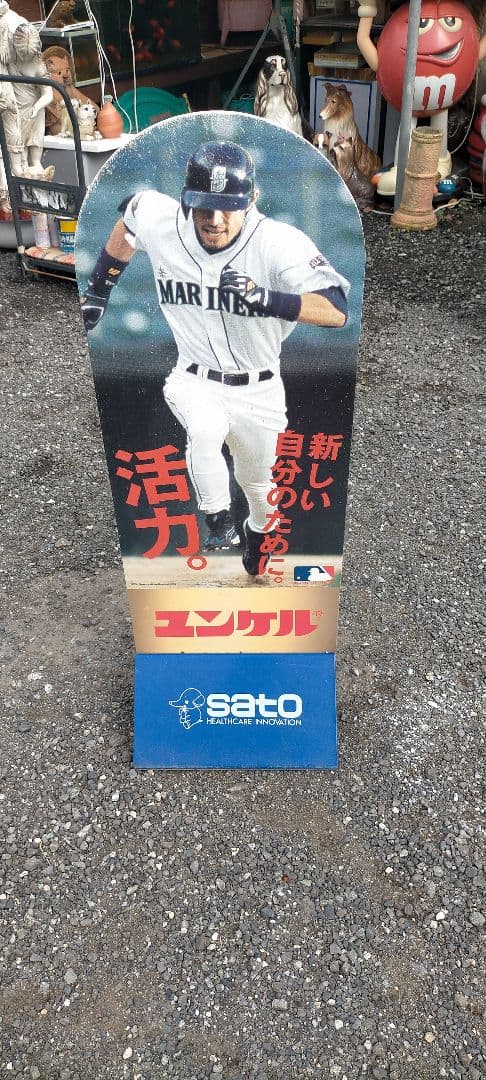 MARINERS
新しい
自分のために。
活力。
ユンケル
sato
HEALTHCARE INNOVATION
m